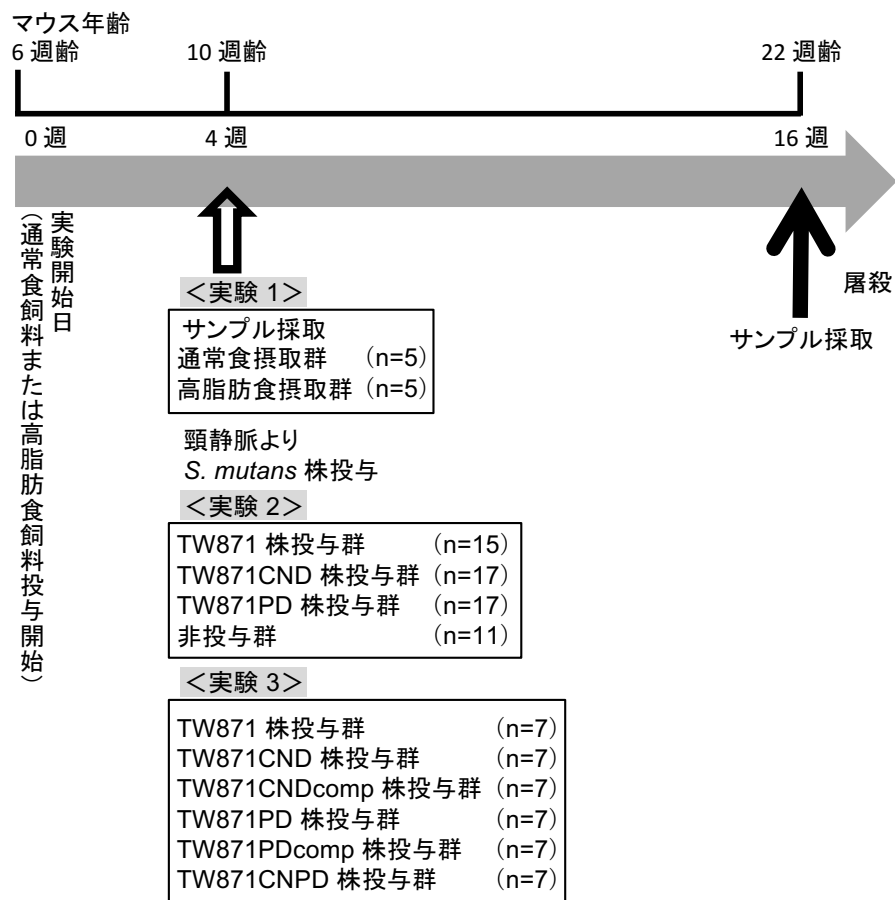 マウス年齢
6 週齢 10 週齢 22 週齢
0 週 4 週 16 週
実験開始日
（通常食飼料または高脂肪食飼料投与開始）
＜実験 1＞
サンプル採取
通常食摂取群 （n=5）
高脂肪食摂取群 （n=5）
頸静脈より
S. mutans 株投与
＜実験 2＞
TW871 株投与群 （n=15）
TW871CND 株投与群 （n=17）
TW871PD 株投与群 （n=17）
非投与群 （n=11）
＜実験 3＞
TW871 株投与群 （n=7）
TW871CND 株投与群 （n=7）
TW871CNDcomp 株投与群 （n=7）
TW871PD 株投与群 （n=7）
TW871PDcomp 株投与群 （n=7）
TW871CNPD 株投与群 （n=7）
屠殺
サンプル採取